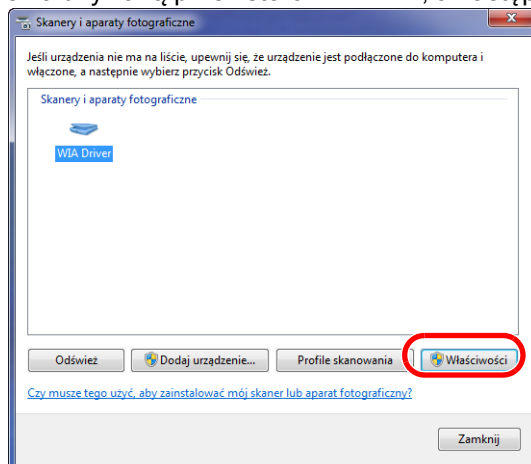 Skanery i aparaty fotograficzne
Jeśli urządzenia nie ma na liście, upewnij się, że urządzenie jest podłączone do komputera i
włączone, a następnie wybierz przycisk Odśwież.
Skanery i aparaty fotograficzne
WIA Driver
Odśwież Dodaj urządzenie... Profile skanowania Właściwości
Czy musze tego użyć, aby zainstalować mój skaner lub aparat fotograficzny?
Zamknij